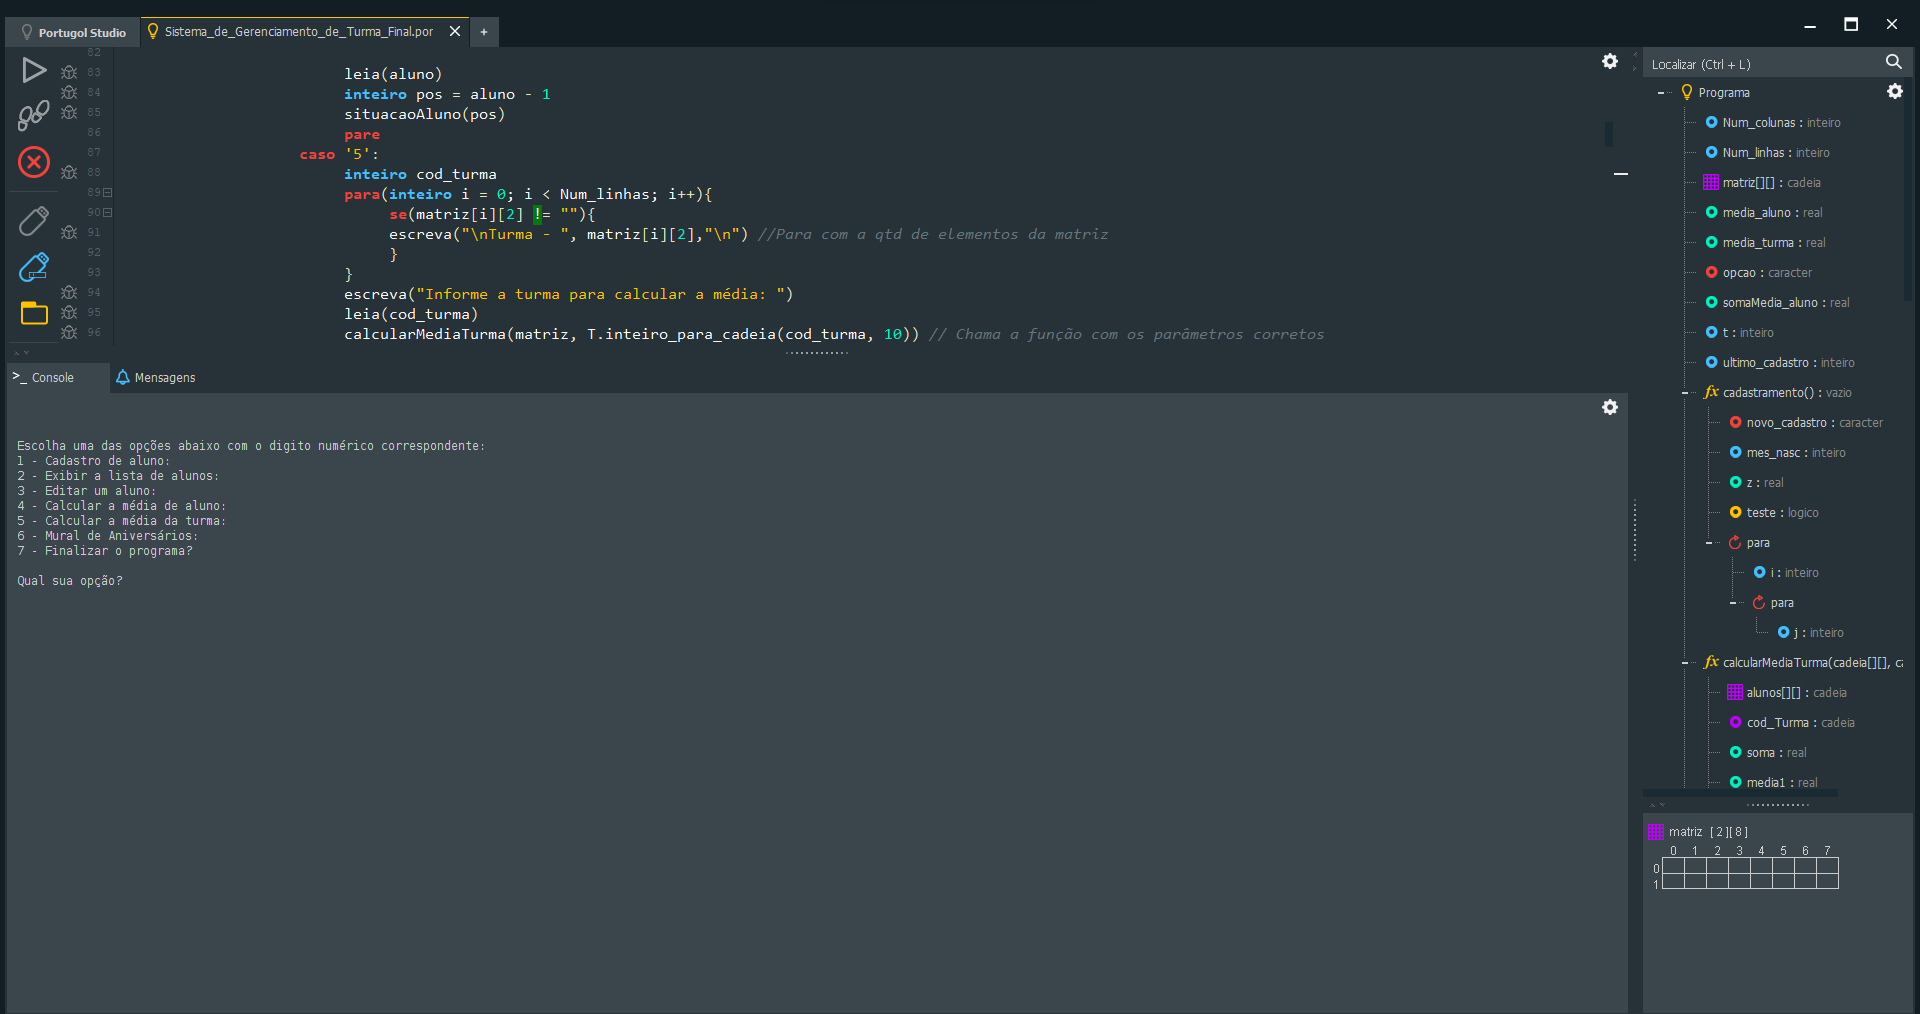 Portugol Studio
Sistema_de_Gerenciamento_de_Turma_Final.por
+
82
83 leia(aluno)
84 inteiro pos = aluno - 1
85 situacaoAluno(pos)
86 pare
87 caso '5':
88 inteiro cod_turma
89 para(inteiro i = 0; i < Num_linhas; i++){
90 se(matriz[i][2] != ""){
91 escreva("\nTurma - ", matriz[i][2],"\n") //Para com a qtd de elementos da matriz
92 }
93 }
94 escreva("Informe a turma para calcular a média: ")
95 leia(cod_turma)
96 calcularMediaTurma(matriz, T.inteiro_para_cadeia(cod_turma, 10)) // Chama a função com os parâmetros corretos
>_ Console
Mensagens
Escolha uma das opções abaixo com o digito numérico correspondente:
1 - Cadastro de aluno:
2 - Exibir a lista de alunos:
3 - Editar um aluno:
4 - Calcular a média de aluno:
5 - Calcular a média da turma:
6 - Mural de Aniversários:
7 - Finalizar o programa?
Qual sua opção?
Localizar (Ctrl + L)
Programa
Num_colunas : inteiro
Num_linhas : inteiro
matriz[][] : cadeia
media_aluno : real
media_turma : real
opcao : caracter
somaMedia_aluno : real
t : inteiro
ultimo_cadastro : inteiro
fx cadastramento() : vazio
novo_cadastro : caracter
mes_nasc : inteiro
z : real
teste : logico
para
i : inteiro
para
j : inteiro
fx calcularMediaTurma(cadeia[][], ca
alunos[][] : cadeia
cod_Turma : cadeia
soma : real
media1 : real
matriz [ 2 ][ 8 ]
0 1 2 3 4 5 6 7
0
1